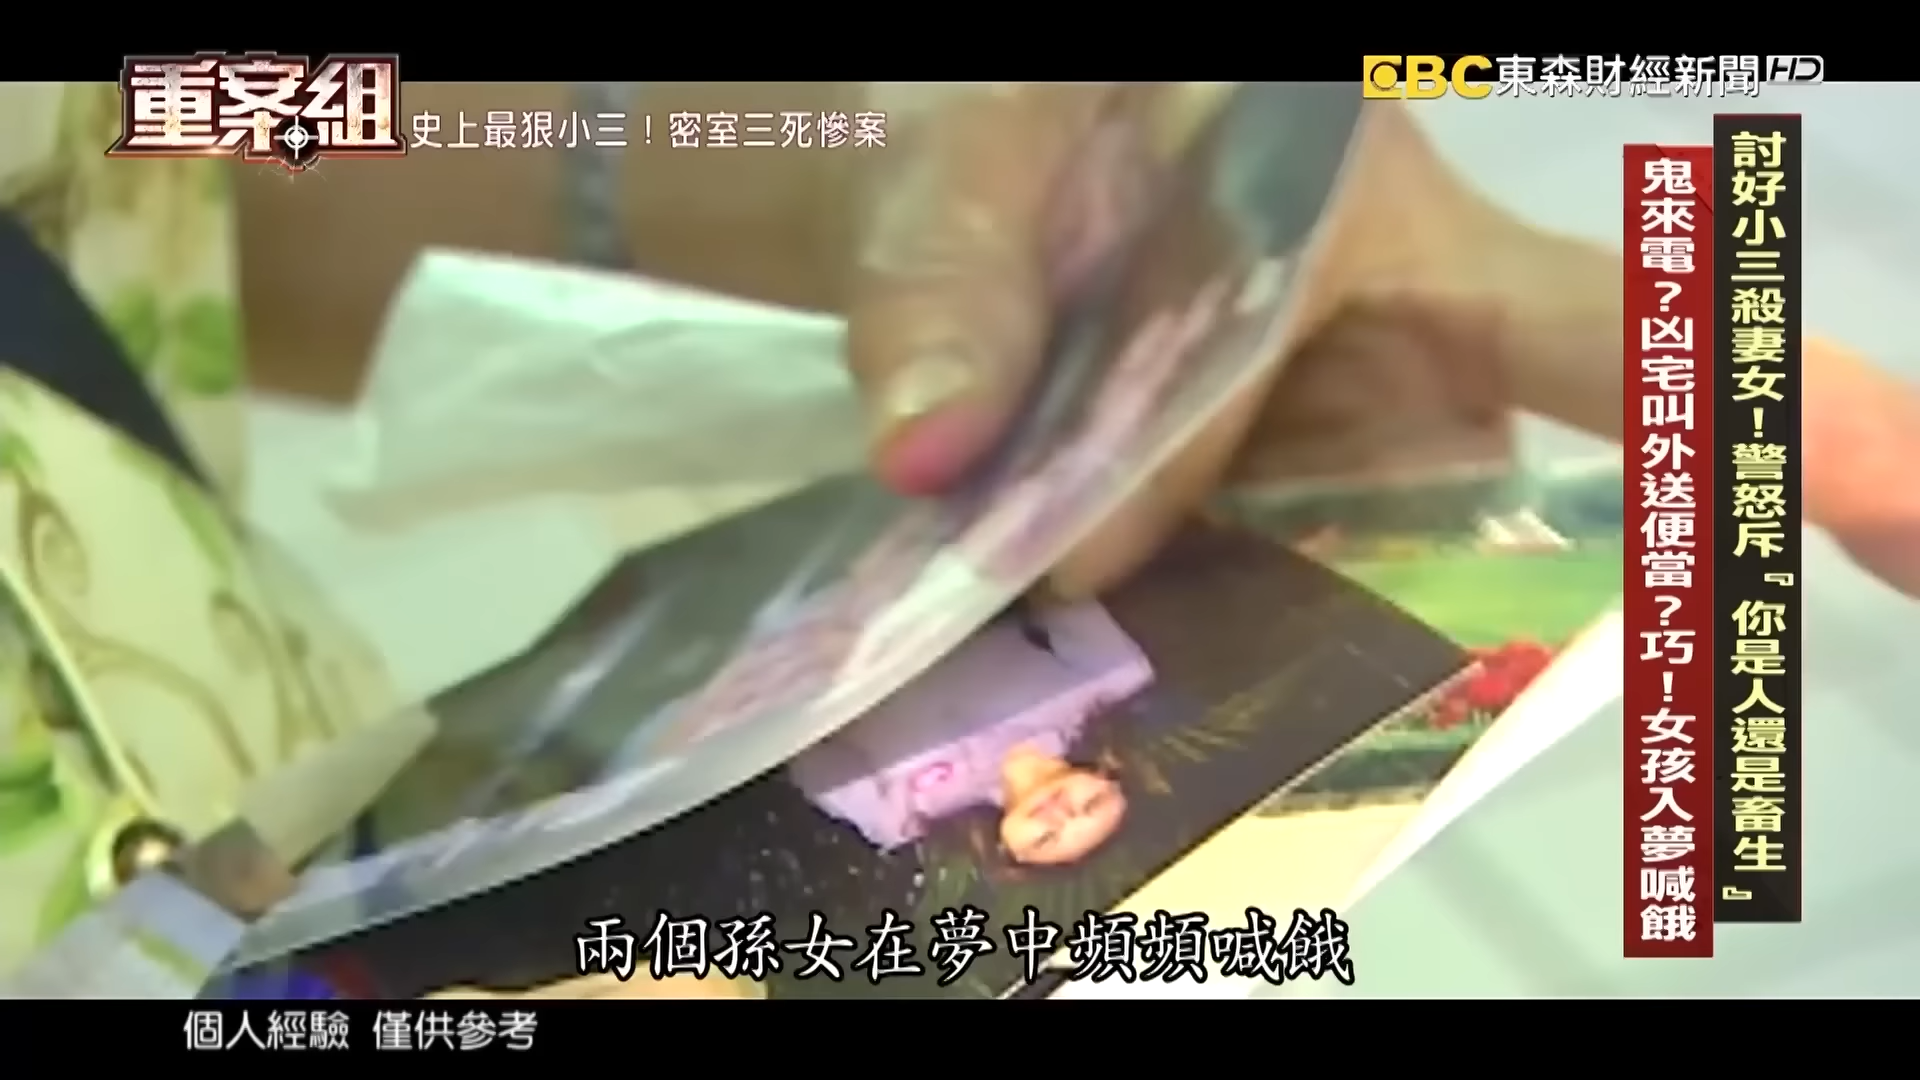 重案組
史上最狠小三！密室三死慘案
EBC東森財經新聞HD
討好小三殺妻女！警怒斥『你是人還是畜生』
鬼來電？凶宅叫外送便當？巧！女孩入夢喊餓
兩個孫女在夢中頻頻喊餓
個人經驗 僅供參考